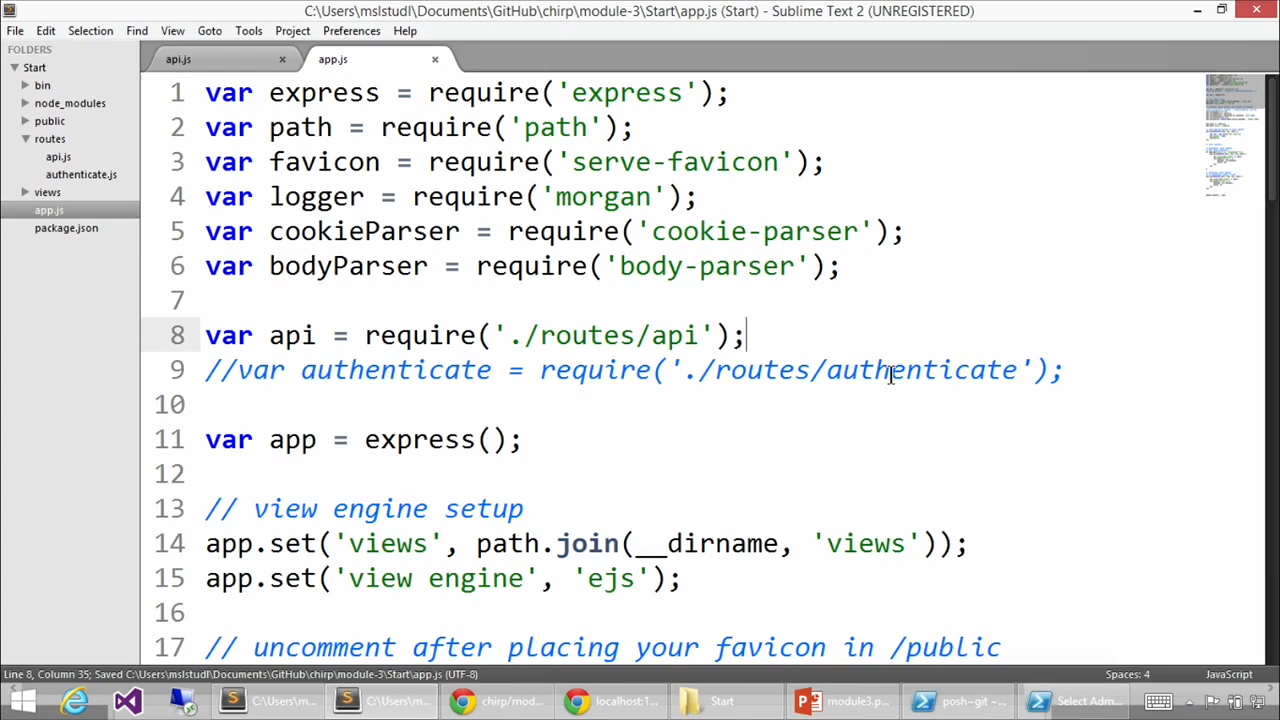 C:\Users\mslstudl\Documents\GitHub\chirp\module-3\Start\app.js (Start) - Sublime Text 2 (UNREGISTERED)
File Edit Selection Find View Goto Tools Project Preferences Help
FOLDERS
Start
bin
node_modules
public
routes
api.js
authenticate.js
views
app.js
package.json
api.js × app.js ×
1 var express = require('express');
2 var path = require('path');
3 var favicon = require('serve-favicon');
4 var logger = require('morgan');
5 var cookieParser = require('cookie-parser');
6 var bodyParser = require('body-parser');
7
8 var api = require('./routes/api');
9 //var authenticate = require('./routes/authenticate');
10
11 var app = express();
12
13 // view engine setup
14 app.set('views', path.join(__dirname, 'views'));
15 app.set('view engine', 'ejs');
16
17 // uncomment after placing your favicon in /public
Line 8, Column 35; Saved C:\Users\mslstudl\Documents\GitHub\chirp\module-3\Start\app.js (UTF-8) Spaces: 4 JavaScript
C:\Users\m... C:\Users\m... chirp/mod... localhost:1... Start module3.p... posh~git ~... Select Adm...